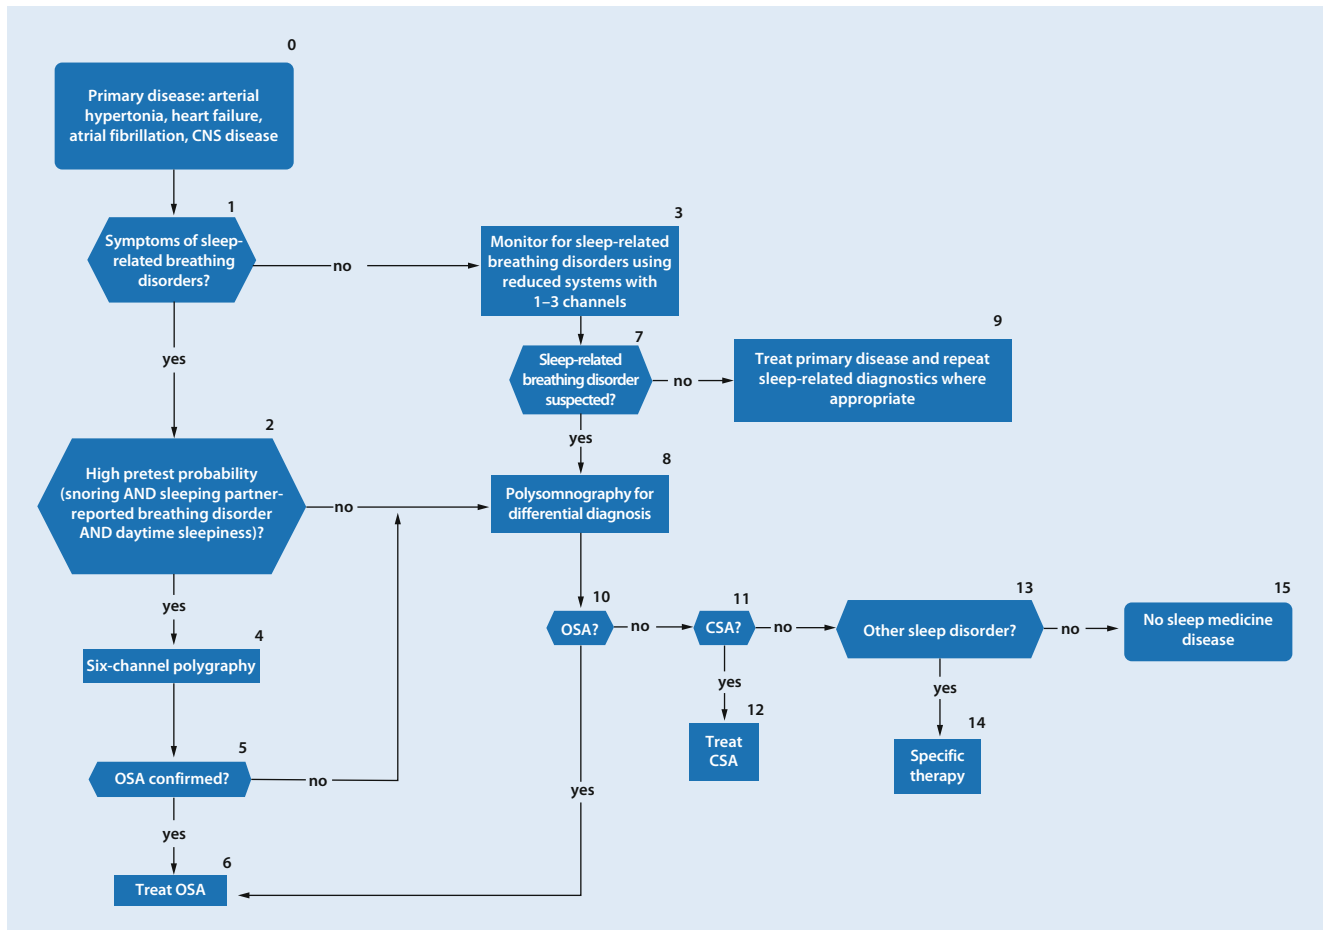 0
Primary disease: arterial
hypertonia, heart failure,
atrial fibrillation, CNS disease
1
Symptoms of sleep-
related breathing
disorders?
no
3
Monitor for sleep-related
breathing disorders using
reduced systems with
1–3 channels
yes
7
Sleep-related
breathing disorder
suspected?
no
9
Treat primary disease and repeat
sleep-related diagnostics where
appropriate
yes
2
High pretest probability
(snoring AND sleeping partner-
reported breathing disorder
AND daytime sleepiness)?
no
8
Polysomnography for
differential diagnosis
yes
4
Six-channel polygraphy
10
OSA?
no
11
CSA?
no
13
Other sleep disorder?
no
15
No sleep medicine
disease
yes
12
Treat
CSA
yes
14
Specific
therapy
5
OSA confirmed?
no
yes
yes
6
Treat OSA